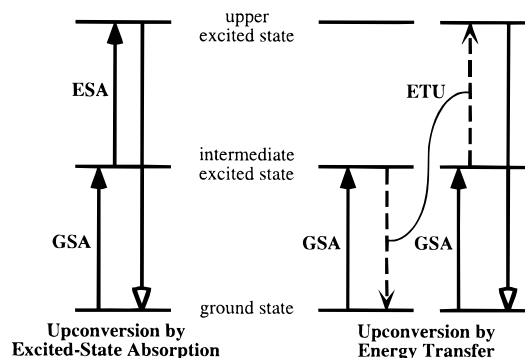 upper
excited state
ESA
ETU
intermediate
excited state
GSA
GSA
GSA
ground state
Upconversion by
Excited-State Absorption
Upconversion by
Energy Transfer